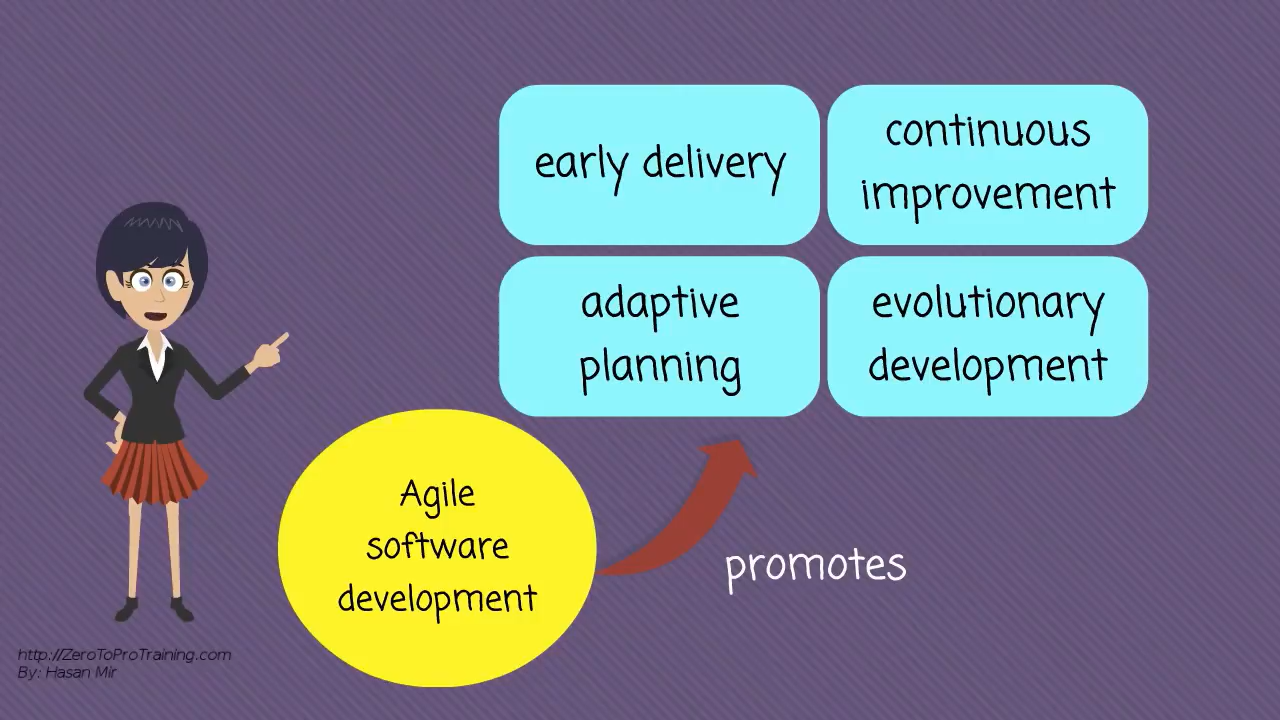 early delivery
continuous
improvement
adaptive
planning
evolutionary
development
Agile
software
development
promotes
http://ZeroToProTraining.com
By: Hasan Mir